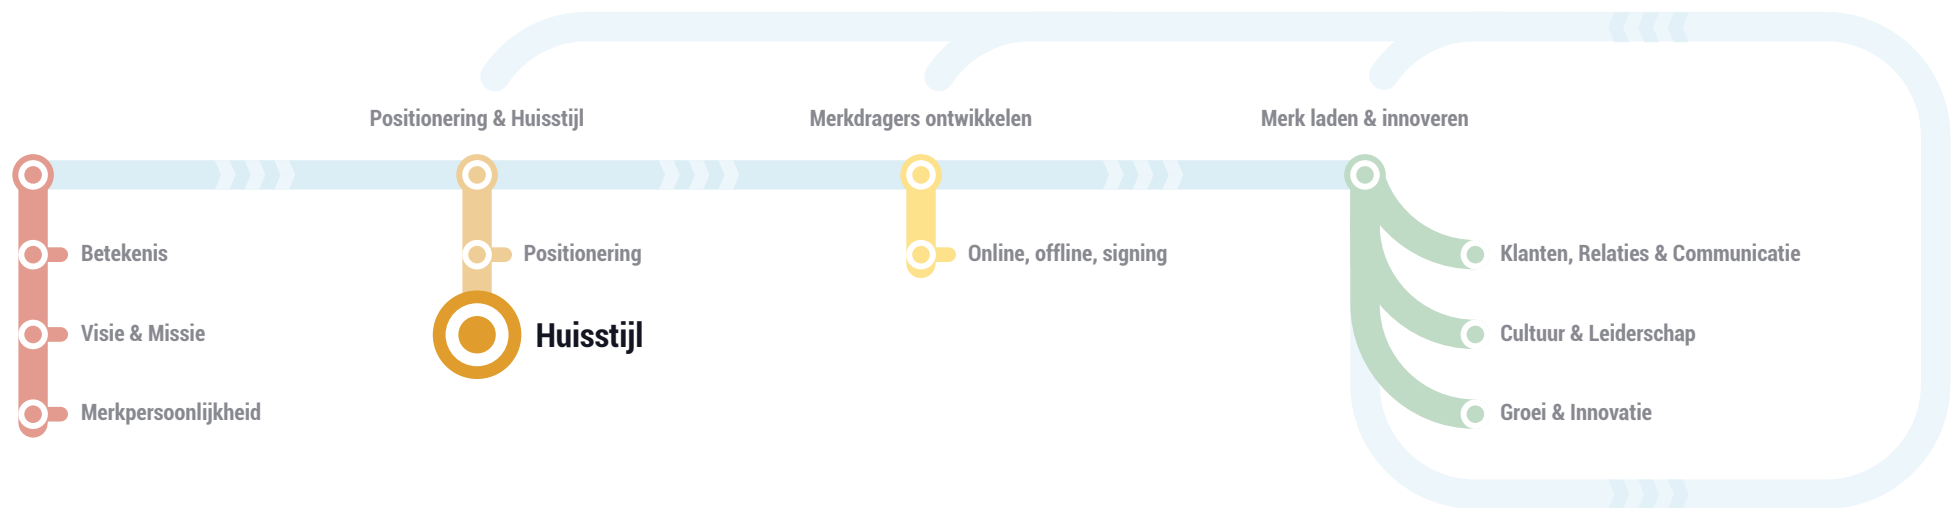 Positionering & Huisstijl
Merkdragers ontwikkelen
Merk laden & innoveren
Betekenis
Positionering
Online, offline, signing
Klanten, Relaties & Communicatie
Visie & Missie
Huisstijl
Cultuur & Leiderschap
Merkpersoonlijkheid
Groei & Innovatie